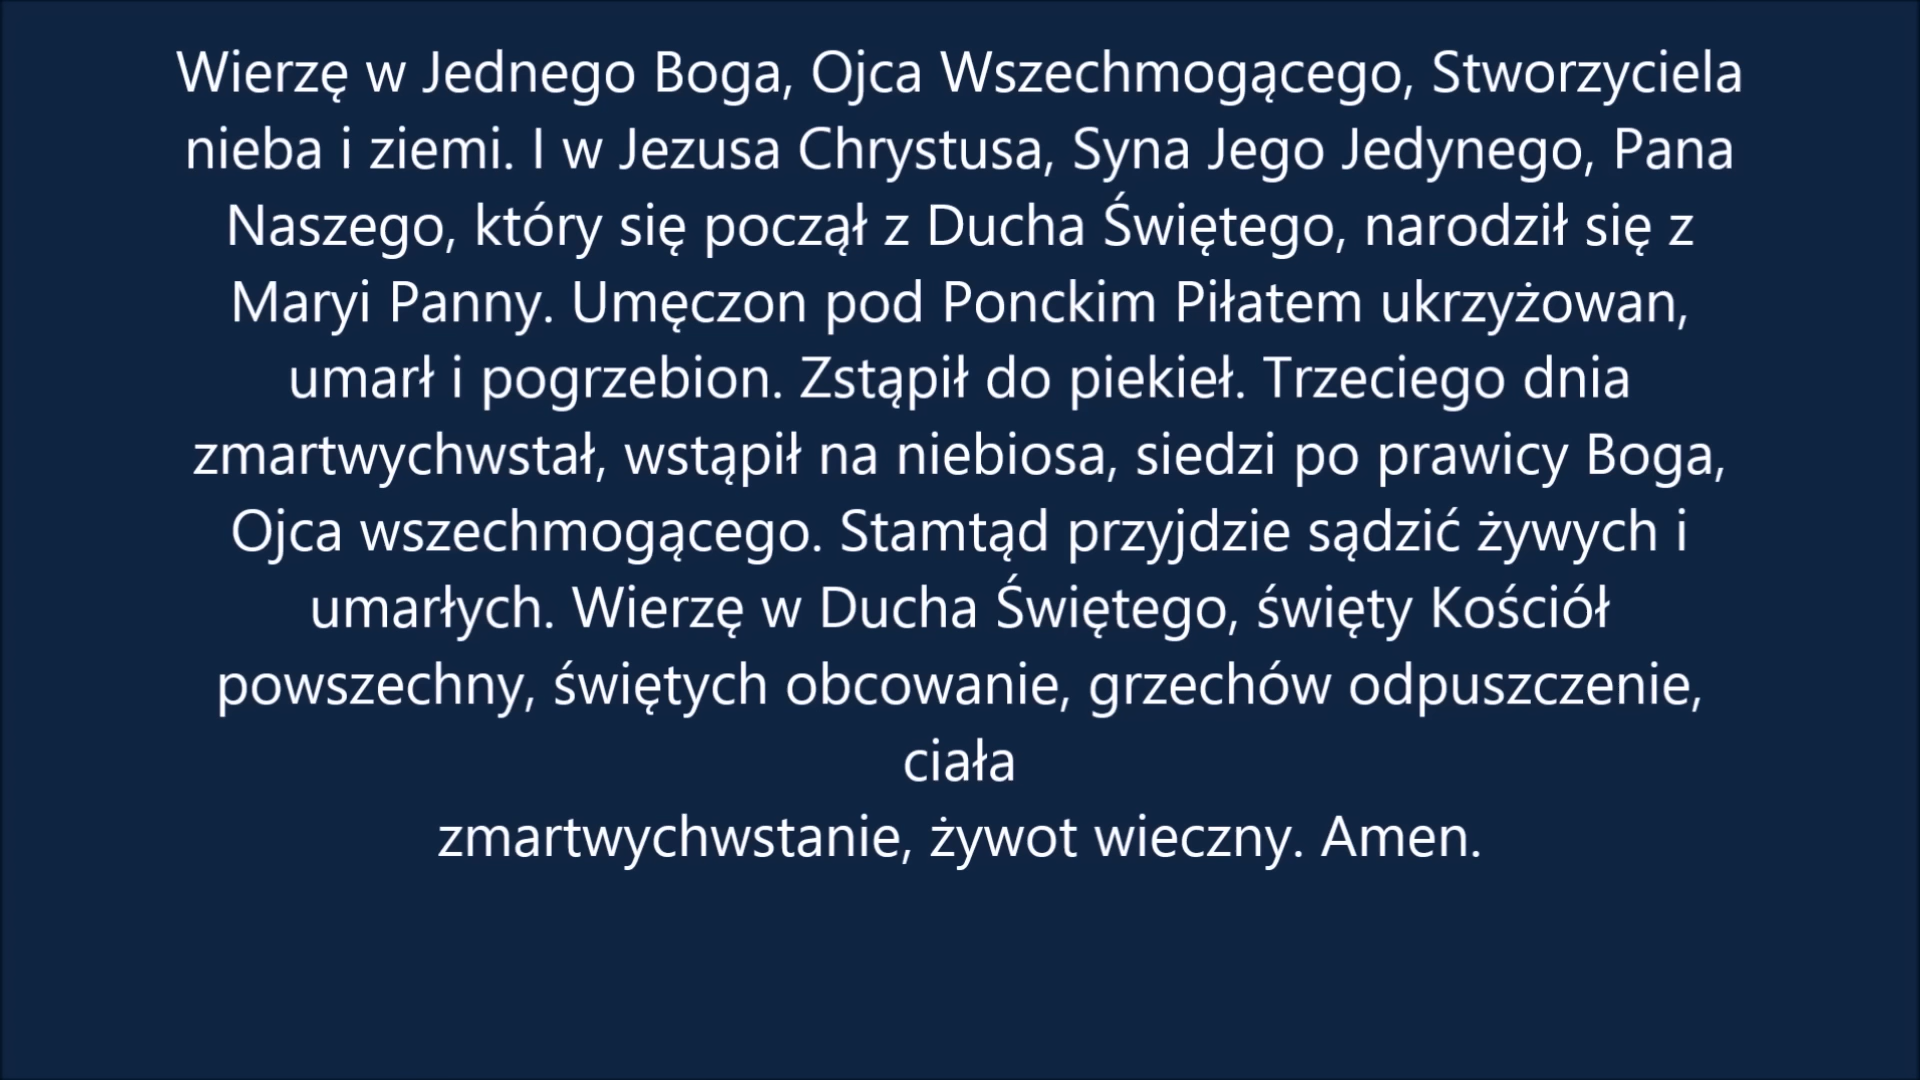 Wierzę w Jednego Boga, Ojca Wszechmogącego, Stworzyciela
nieba i ziemi. I w Jezusa Chrystusa, Syna Jego Jedynego, Pana
Naszego, który się począł z Ducha Świętego, narodził się z
Maryi Panny. Umęczon pod Ponckim Piłatem ukrzyżowan,
umarł i pogrzebion. Zstąpił do piekieł. Trzeciego dnia
zmartwychwstał, wstąpił na niebiosa, siedzi po prawicy Boga,
Ojca wszechmogącego. Stamtąd przyjdzie sądzić żywych i
umarłych. Wierzę w Ducha Świętego, święty Kościół
powszechny, świętych obcowanie, grzechów odpuszczenie,
ciała
zmartwychwstanie, żywot wieczny. Amen.